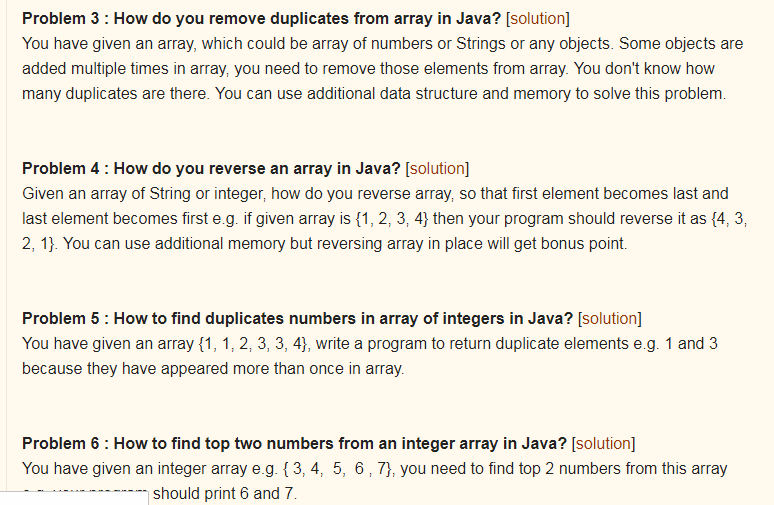 Problem 3 : How do you remove duplicates from array in Java? [solution]
You have given an array, which could be array of numbers or Strings or any objects. Some objects are
added multiple times in array, you need to remove those elements from array. You don't know how
many duplicates are there. You can use additional data structure and memory to solve this problem.
Problem 4 : How do you reverse an array in Java? [solution]
Given an array of String or integer, how do you reverse array, so that first element becomes last and
last element becomes first e.g. if given array is {1, 2, 3, 4} then your program should reverse it as {4, 3,
2, 1}. You can use additional memory but reversing array in place will get bonus point.
Problem 5 : How to find duplicates numbers in array of integers in Java? [solution]
You have given an array {1, 1, 2, 3, 3, 4}, write a program to return duplicate elements e.g. 1 and 3
because they have appeared more than once in array.
Problem 6 : How to find top two numbers from an integer array in Java? [solution]
You have given an integer array e.g. { 3, 4, 5, 6 , 7}, you need to find top 2 numbers from this array
should print 6 and 7.